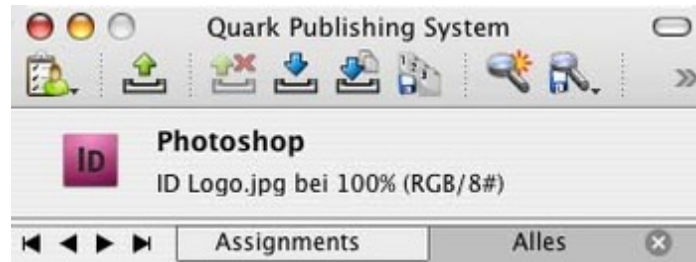 Quark Publishing System
ID
Photoshop
ID Logo.jpg bei 100% (RGB/8#)
Assignments
Alles